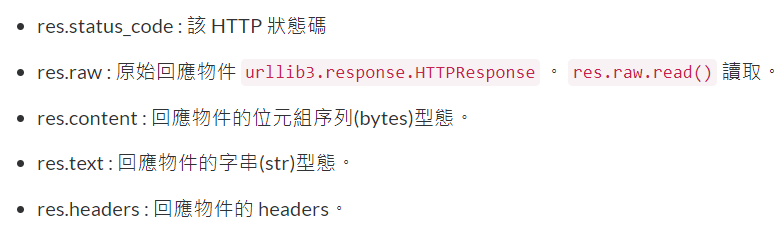 • res.status_code : 該 HTTP 狀態碼
• res.raw : 原始回應物件 urllib3.response.HTTPResponse 。 res.raw.read() 讀取。
• res.content : 回應物件的位元組序列(bytes)型態。
• res.text : 回應物件的字串(str)型態。
• res.headers : 回應物件的 headers。